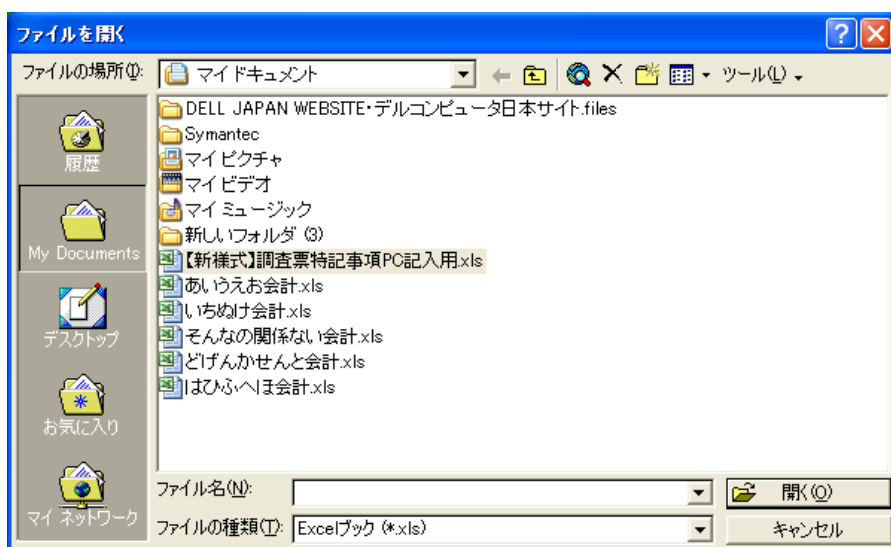 ファイルを開く
ファイルの場所(I):
マイ ドキュメント
ツール(L)
履歴
My Documents
デスクトップ
お気に入り
マイ ネットワーク
DELL JAPAN WEBSITE・デルコンピュータ日本サイト.files
Symantec
マイ ピクチャ
マイ ビデオ
マイ ミュージック
新しいフォルダ (3)
【新様式】調査票特記事項PC記入用.xls
あいうえお会計.xls
いちぬけ会計.xls
そんなの関係ない会計.xls
どげんかせんと会計.xls
はひふへほ会計.xls
ファイル名(N):
開く(O)
ファイルの種類(T):
Excelブック (*.xls)
キャンセル